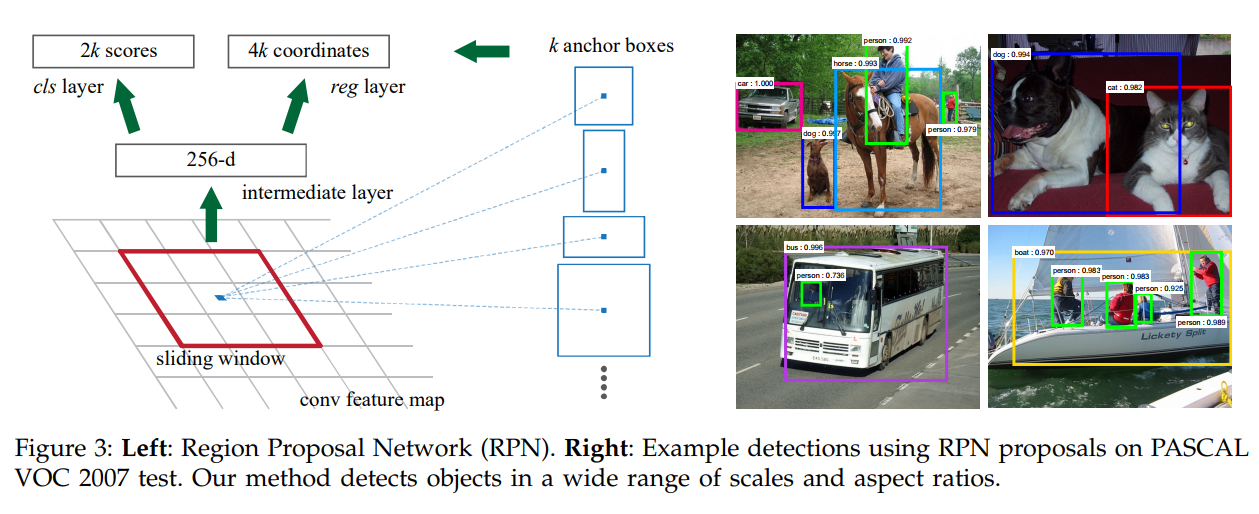 2k scores
4k coordinates
k anchor boxes
cls layer
reg layer
256-d
intermediate layer
sliding window
conv feature map
person : 0.992
horse : 0.993
car : 1.000
dog : 0.997
person : 0.979
dog : 0.994
cat : 0.982
bus : 0.996
person : 0.736
boat : 0.970
person : 0.983
person : 0.983
person : 0.925
person : 0.989
Lickety Split
Figure 3: Left: Region Proposal Network (RPN). Right: Example detections using RPN proposals on PASCAL
VOC 2007 test. Our method detects objects in a wide range of scales and aspect ratios.